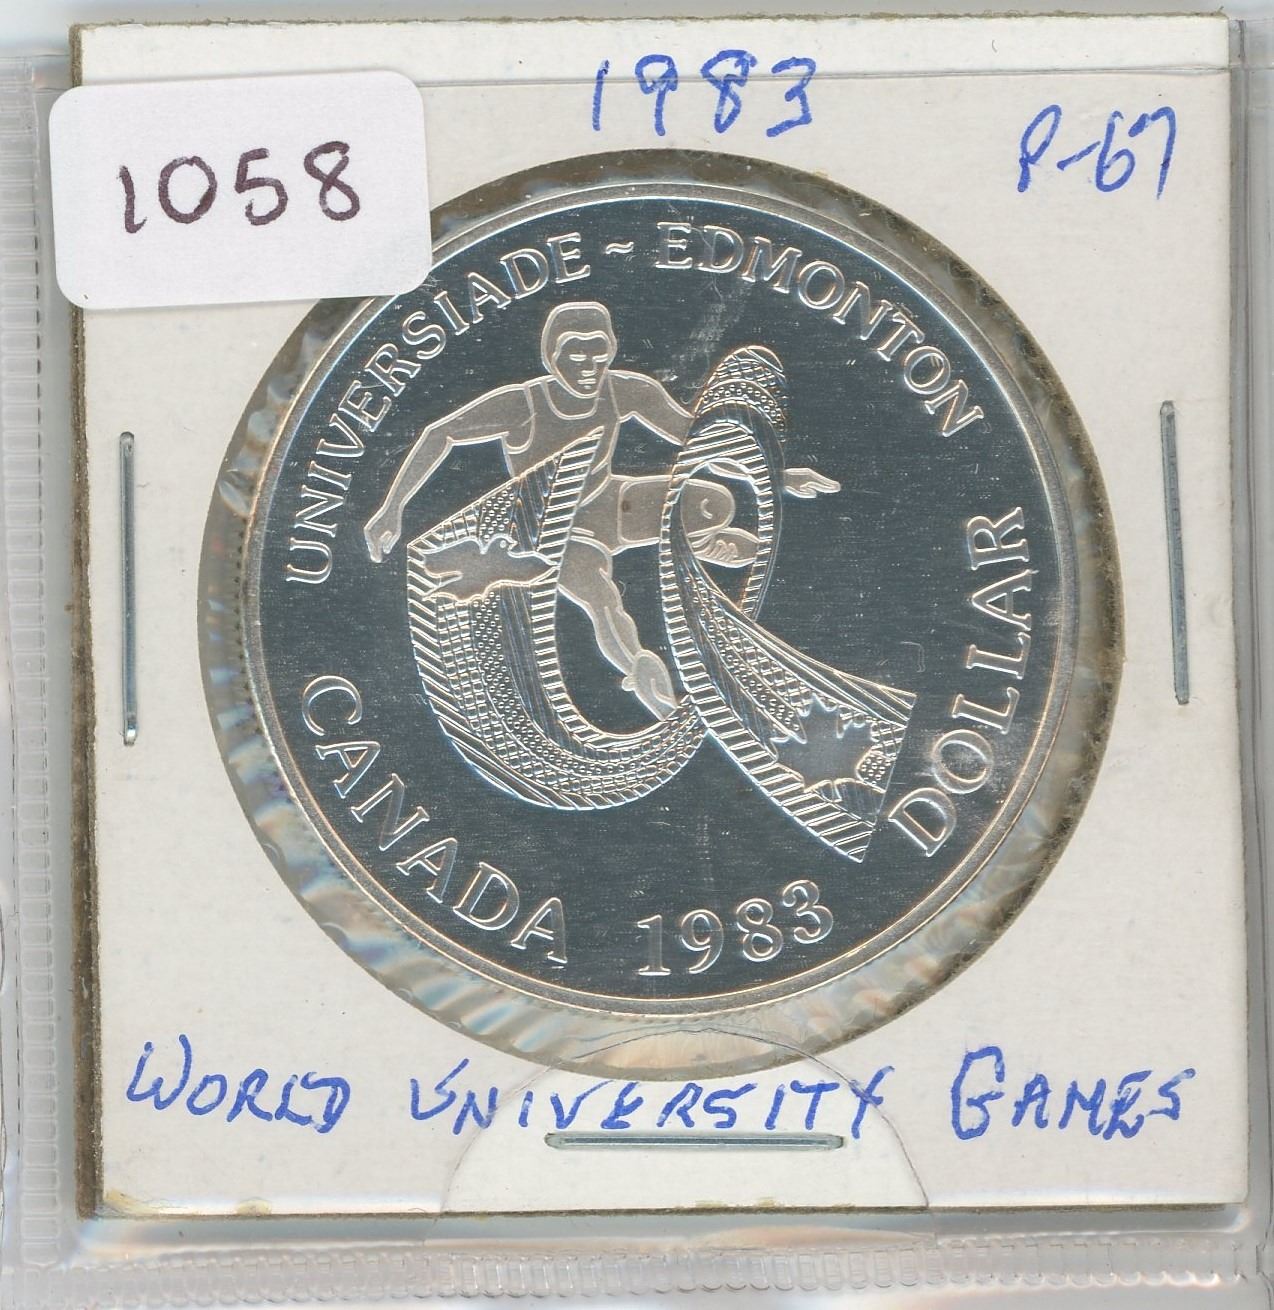 1983
P-67
1058
UNIVERSIADE ~ EDMONTON
CANADA 1983 DOLLAR
WORLD UNIVERSITY GAMES